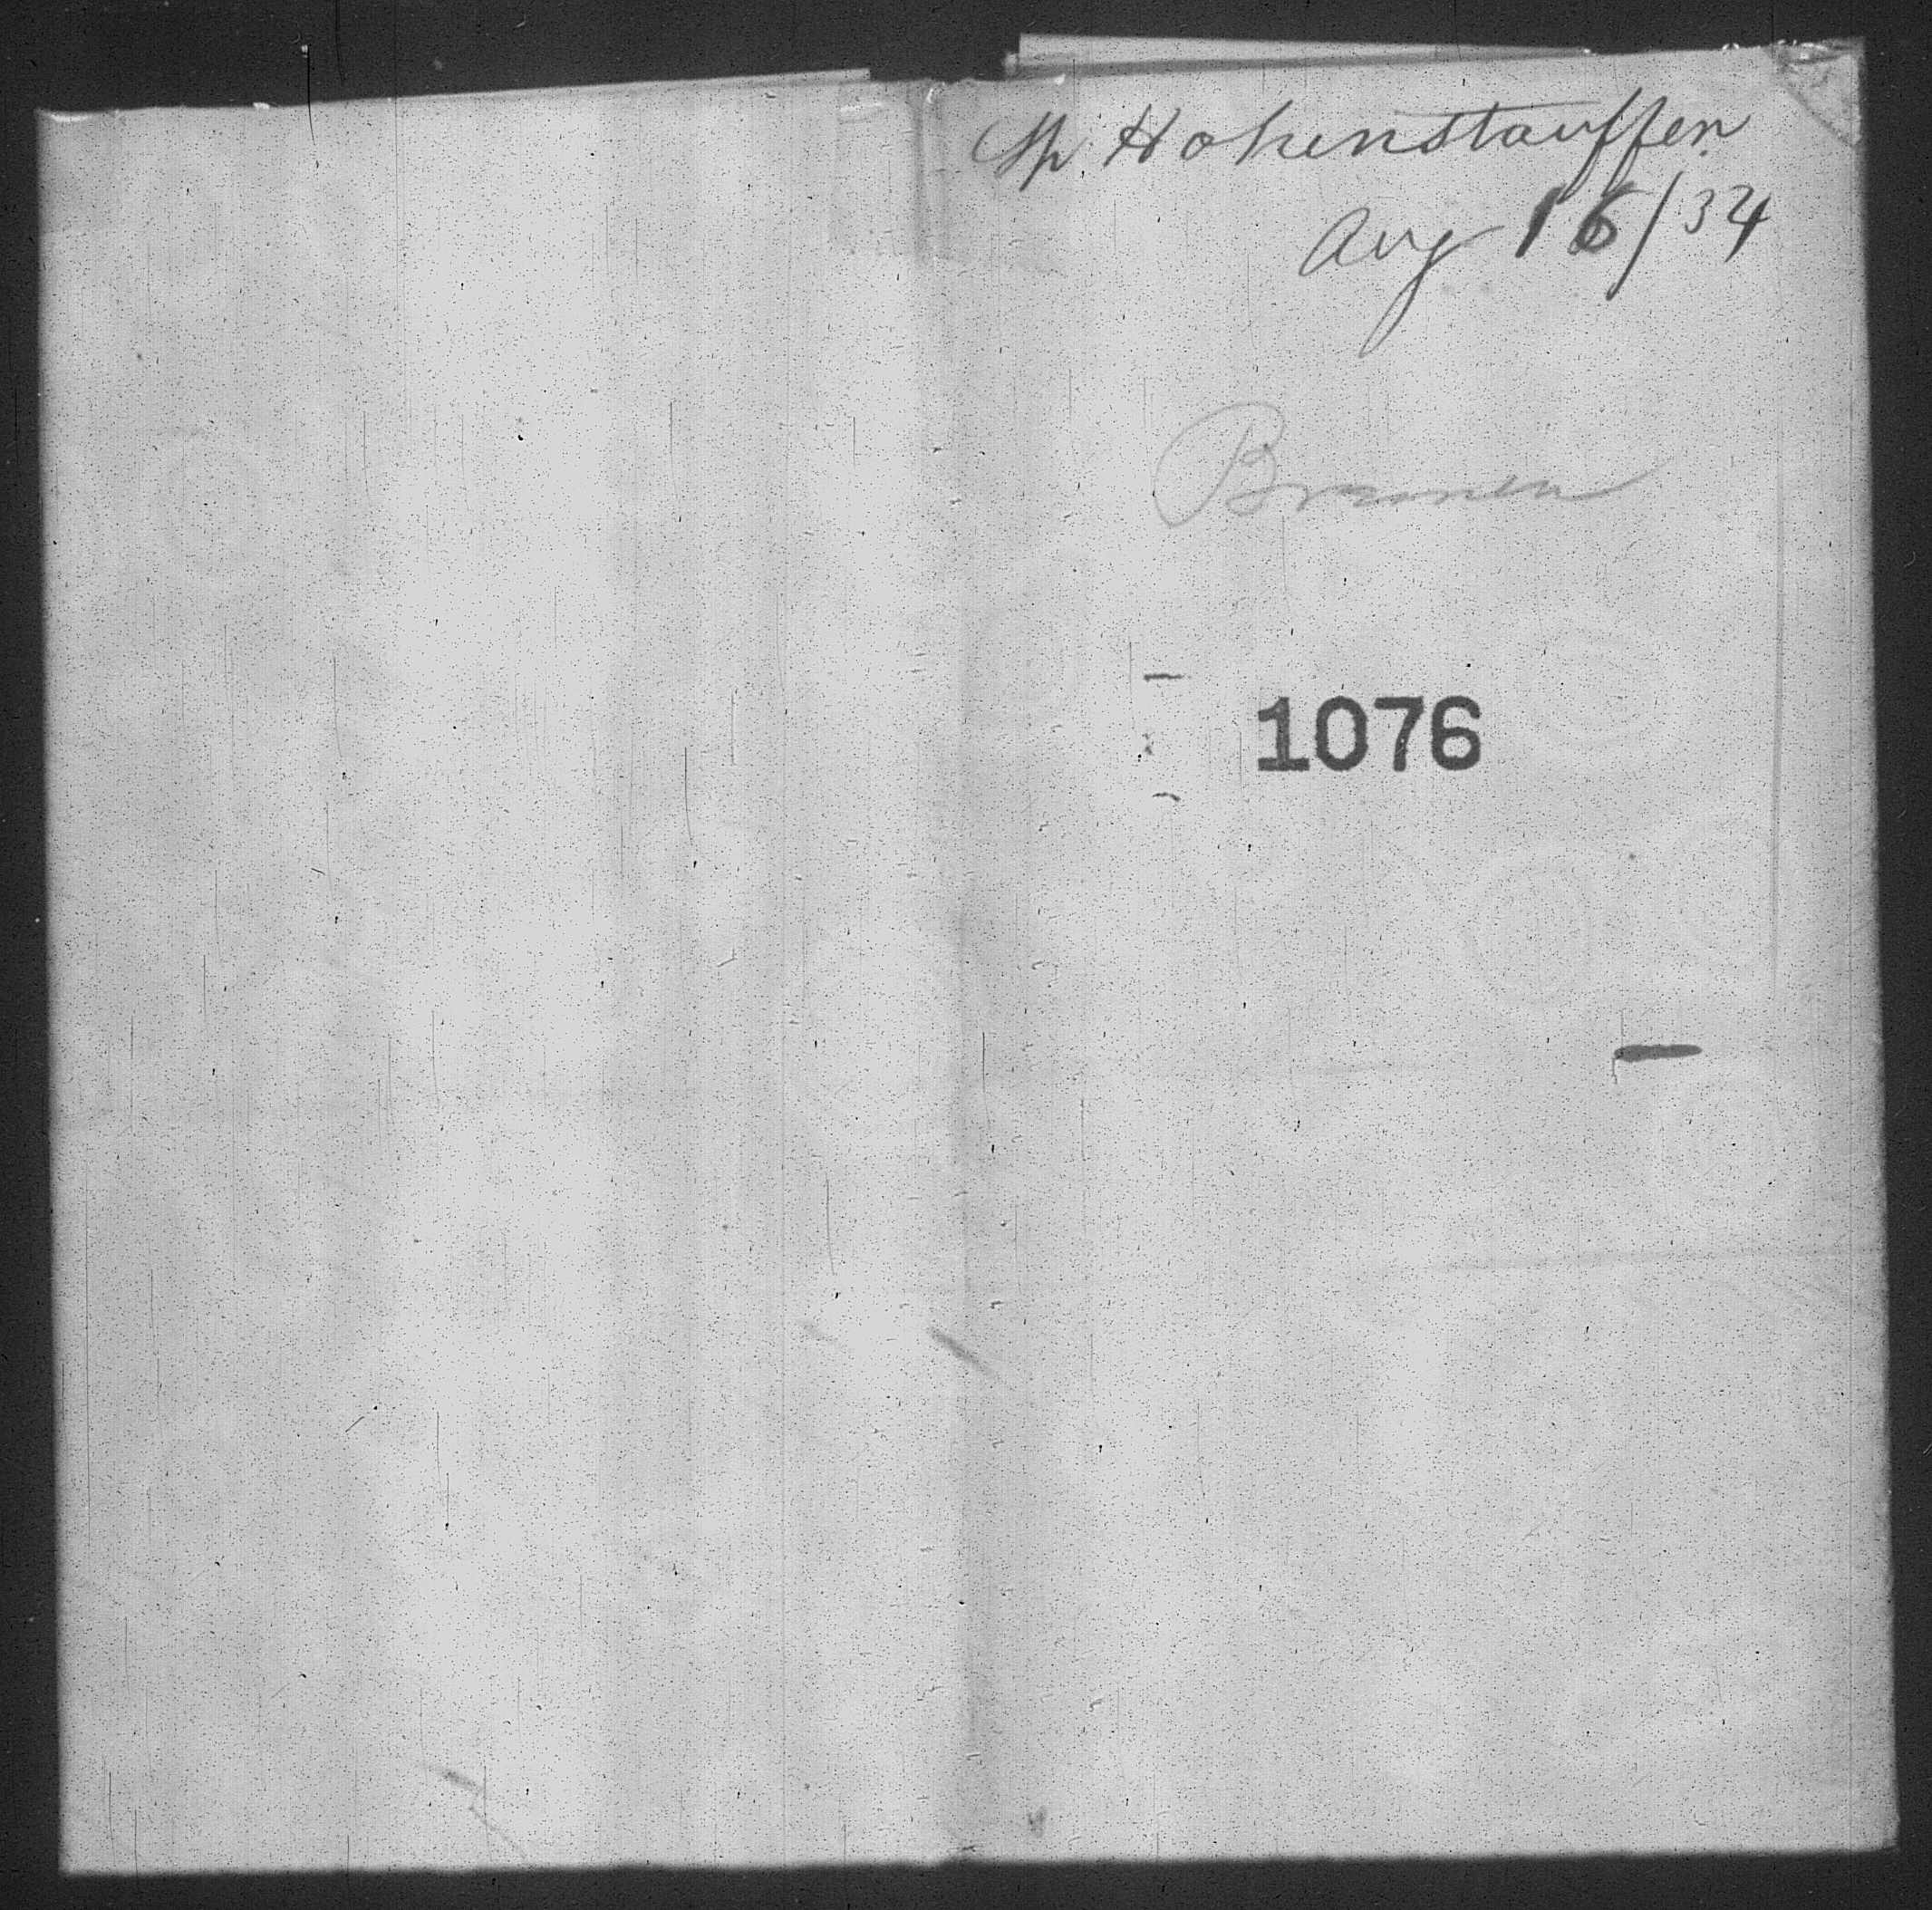 Sp. Hohenstauffen
Aug 16/34
Bremen
1076